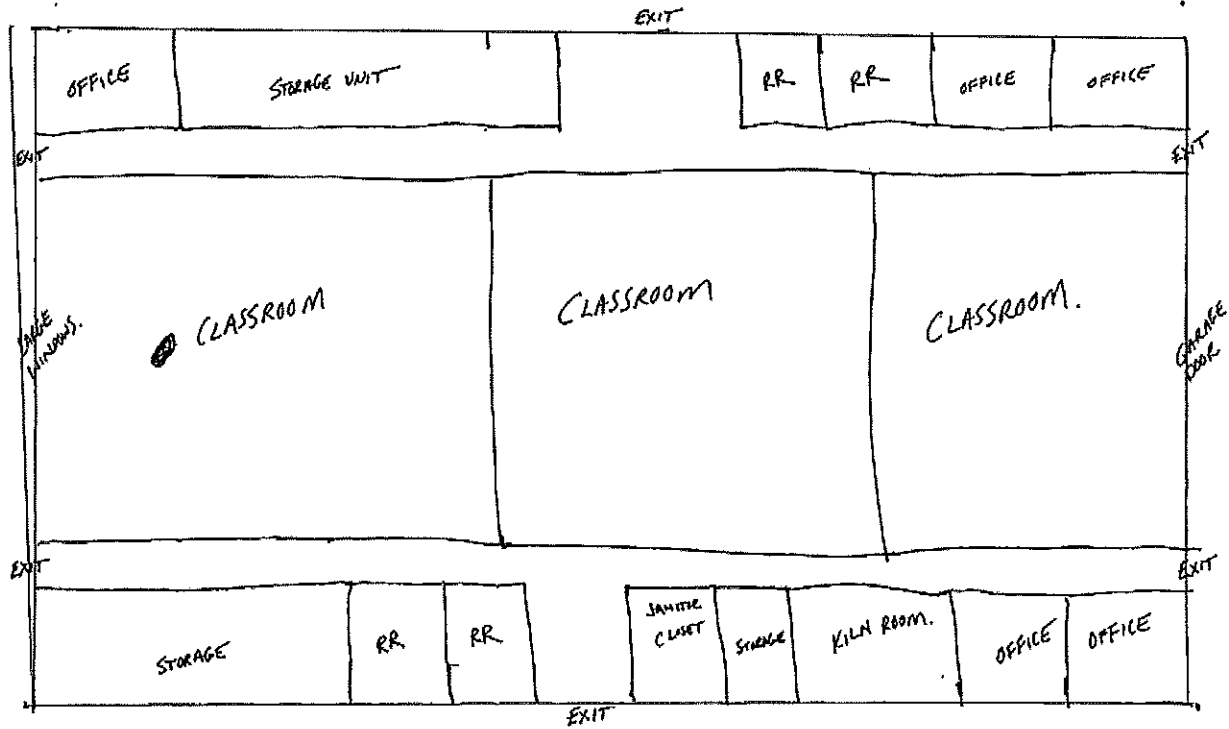 EXIT
OFFICE
STORAGE UNIT
RR
RR
OFFICE
OFFICE
EXIT
EXIT
CLASSROOM
CLASSROOM
CLASSROOM.
LARGE
WINDOWS.
GARAGE
DOOR
EXIT
EXIT
STORAGE
RR
RR
JANITOR
CLOSET
STORAGE
KILN ROOM.
OFFICE
OFFICE
EXIT